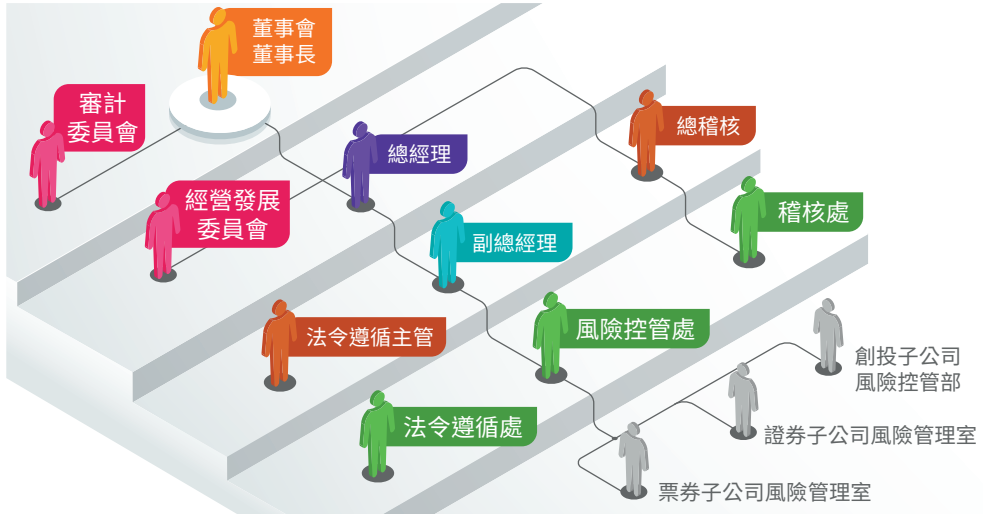 董事會
董事長
審計
委員會
總稽核
總經理
經營發展
委員會
稽核處
副總經理
法令遵循主管
風險控管處
創投子公司
風險控管部
法令遵循處
證券子公司風險管理室
票券子公司風險管理室